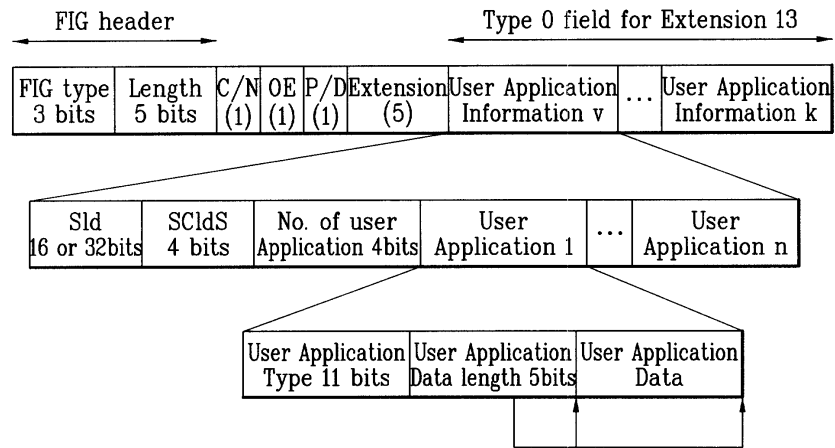 FIG header
Type 0 field for Extension 13
FIG type
3 bits
Length
5 bits
C/N
(1)
OE
(1)
P/D
(1)
Extension
(5)
User Application
Information v
...
User Application
Information k
SId
16 or 32bits
SCIdS
4 bits
No. of user
Application 4bits
User
Application 1
...
User
Application n
User Application
Type 11 bits
User Application
Data length 5bits
User Application
Data